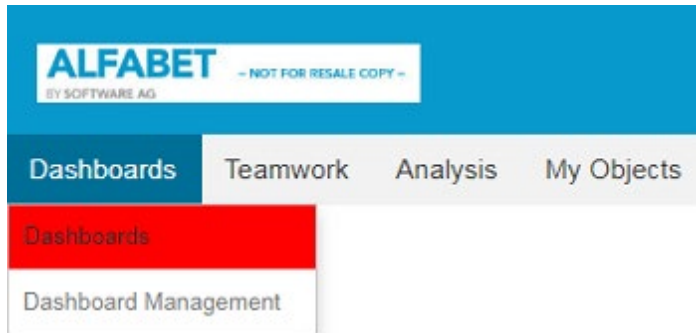 ALFABET – NOT FOR RESALE COPY –
BY SOFTWARE AG
Dashboards Teamwork Analysis My Objects
Dashboards
Dashboard Management